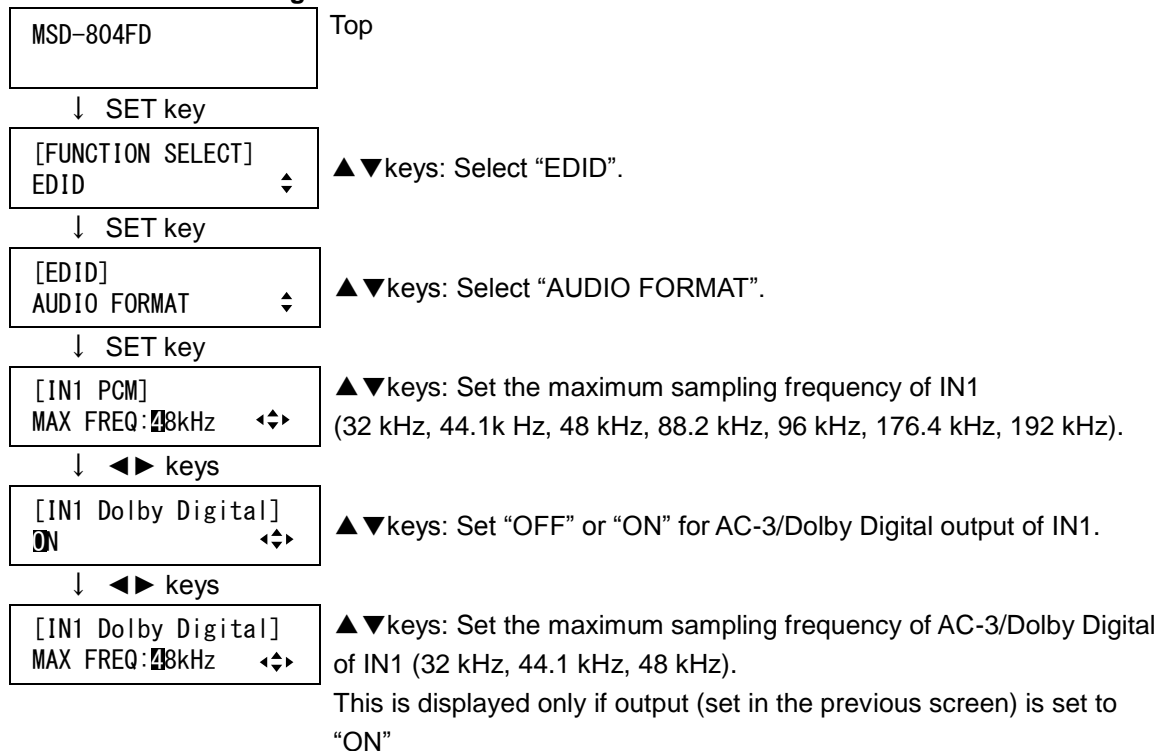 MSD-804FD
Top
↓ SET key
[FUNCTION SELECT]
EDID
▲▼keys: Select “EDID”.
↓ SET key
[EDID]
AUDIO FORMAT
▲▼keys: Select “AUDIO FORMAT”.
↓ SET key
[IN1 PCM]
MAX FREQ:48kHz
▲▼keys: Set the maximum sampling frequency of IN1
(32 kHz, 44.1k Hz, 48 kHz, 88.2 kHz, 96 kHz, 176.4 kHz, 192 kHz).
↓ ◄► keys
[IN1 Dolby Digital]
ON
▲▼keys: Set “OFF” or “ON” for AC-3/Dolby Digital output of IN1.
↓ ◄► keys
[IN1 Dolby Digital]
MAX FREQ:48kHz
▲▼keys: Set the maximum sampling frequency of AC-3/Dolby Digital
of IN1 (32 kHz, 44.1 kHz, 48 kHz).
This is displayed only if output (set in the previous screen) is set to
“ON”